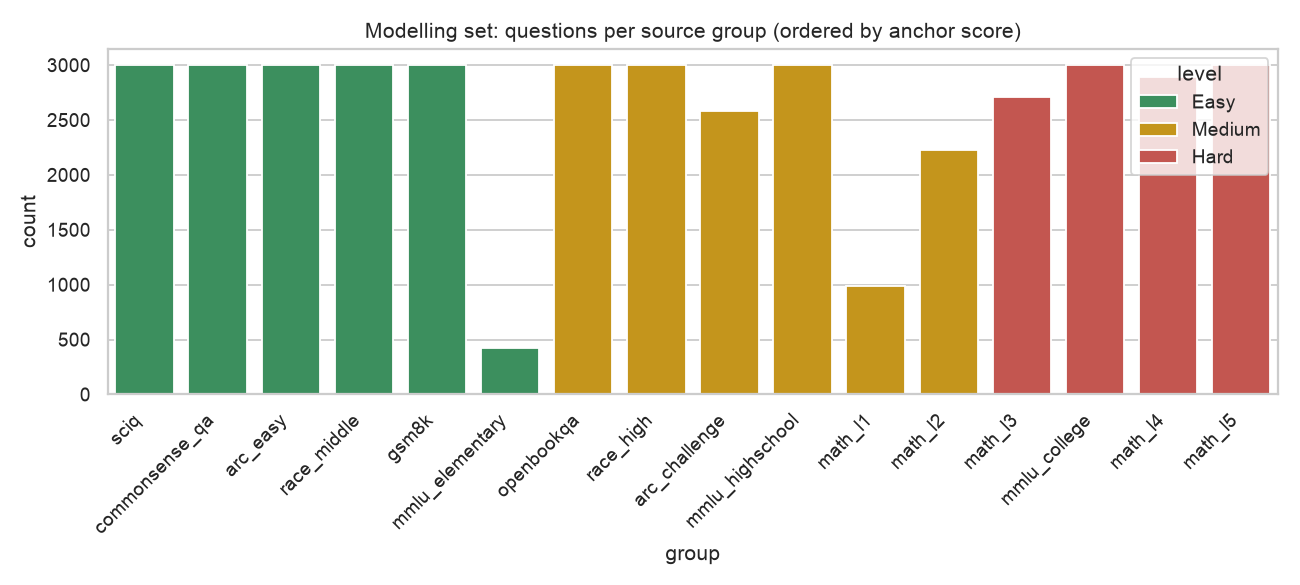 Modelling set: questions per source group (ordered by anchor score)
count
3000
2500
2000
1500
1000
500
0
level
Easy
Medium
Hard
sciq
commonsense_qa
arc_easy
race_middle
gsm8k
mmlu_elementary
openbookqa
race_high
arc_challenge
mmlu_highschool
math_l1
math_l2
math_l3
mmlu_college
math_l4
math_l5
group